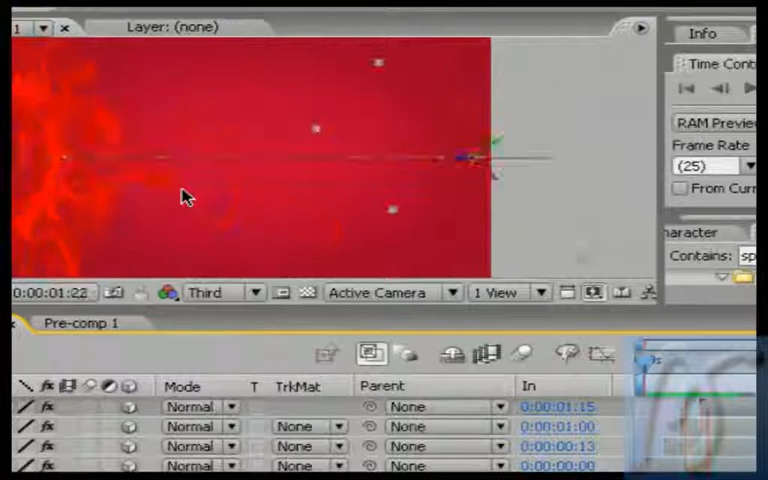 1
Layer: (none)
Info
Time Cont
RAM Preview
Frame Rate
(25)
From Curr
haracter
Contains: sp
0:00:01:22
Third
Active Camera
1 View
Pre-comp 1
Mode T TrkMat Parent In
Normal None 0:00:01:15
Normal None None 0:00:01:00
Normal None None 0:00:00:13
Normal None None 0:00:00:00